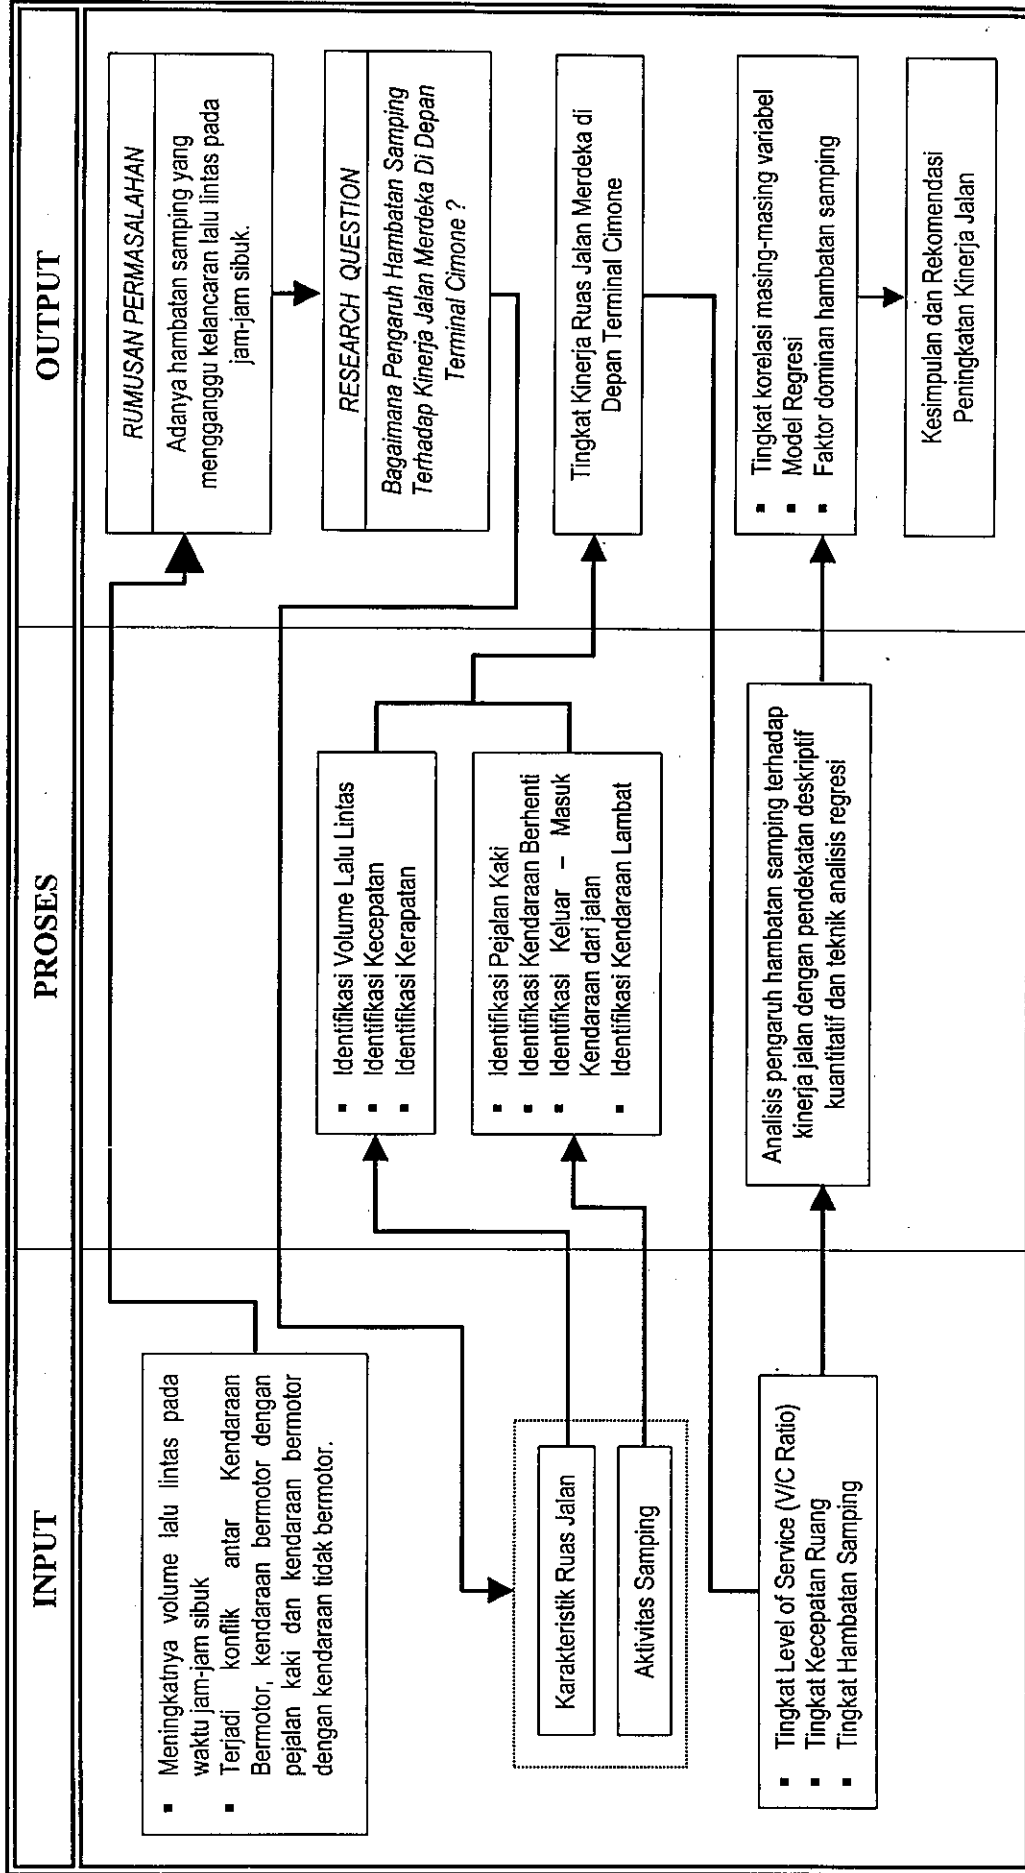 INPUT
PROSES
OUTPUT
▪ Meningkatnya volume lalu lintas pada
waktu jam-jam sibuk
▪ Terjadi konflik antar Kendaraan
Bermotor, kendaraan bermotor dengan
pejalan kaki dan kendaraan bermotor
dengan kendaraan tidak bermotor.
RUMUSAN PERMASALAHAN
Adanya hambatan samping yang
mengganggu kelancaran lalu lintas pada
jam-jam sibuk.
RESEARCH QUESTION
Bagaimana Pengaruh Hambatan Samping
Terhadap Kinerja Jalan Merdeka Di Depan
Terminal Cimone ?
Karakteristik Ruas Jalan
Aktivitas Samping
▪ Identifikasi Volume Lalu Lintas
▪ Identifikasi Kecepatan
▪ Identifikasi Kerapatan
▪ Identifikasi Pejalan Kaki
▪ Identifikasi Kendaraan Berhenti
▪ Identifikasi Keluar – Masuk
Kendaraan dari jalan
▪ Identifikasi Kendaraan Lambat
Tingkat Kinerja Ruas Jalan Merdeka di
Depan Terminal Cimone
▪ Tingkat Level of Service (V/C Ratio)
▪ Tingkat Kecepatan Ruang
▪ Tingkat Hambatan Samping
Analisis pengaruh hambatan samping terhadap
kinerja jalan dengan pendekatan deskriptif
kuantitatif dan teknik analisis regresi
▪ Tingkat korelasi masing-masing variabel
▪ Model Regresi
▪ Faktor dominan hambatan samping
Kesimpulan dan Rekomendasi
Peningkatan Kinerja Jalan